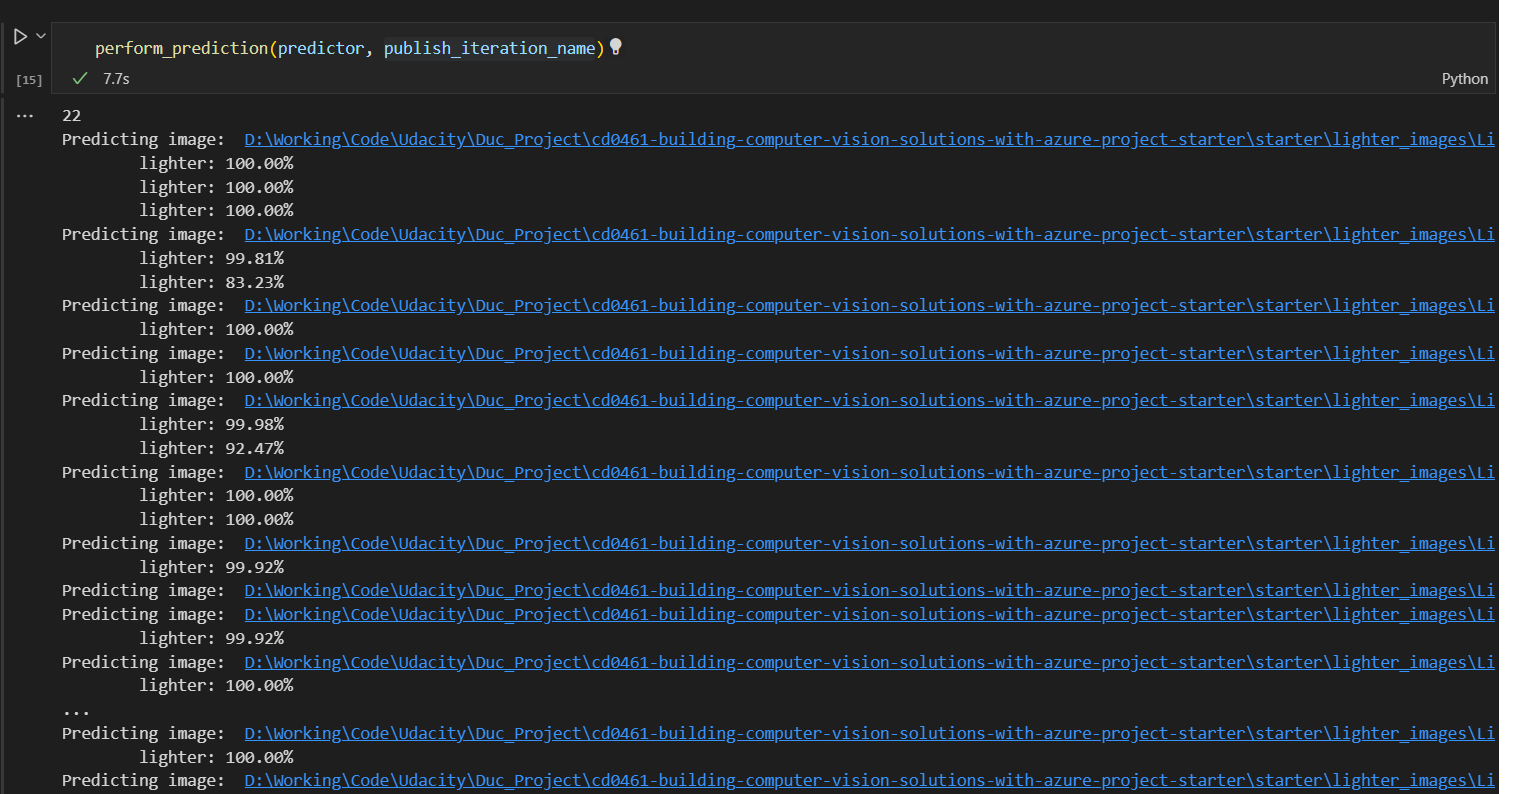 perform_prediction(predictor, publish_iteration_name)
[15]
7.7s
Python
...
22
Predicting image:  D:\Working\Code\Udacity\Duc_Project\cd0461-building-computer-vision-solutions-with-azure-project-starter\starter\lighter_images\Li
lighter: 100.00%
lighter: 100.00%
lighter: 100.00%
Predicting image:  D:\Working\Code\Udacity\Duc_Project\cd0461-building-computer-vision-solutions-with-azure-project-starter\starter\lighter_images\Li
lighter: 99.81%
lighter: 83.23%
Predicting image:  D:\Working\Code\Udacity\Duc_Project\cd0461-building-computer-vision-solutions-with-azure-project-starter\starter\lighter_images\Li
lighter: 100.00%
Predicting image:  D:\Working\Code\Udacity\Duc_Project\cd0461-building-computer-vision-solutions-with-azure-project-starter\starter\lighter_images\Li
lighter: 100.00%
Predicting image:  D:\Working\Code\Udacity\Duc_Project\cd0461-building-computer-vision-solutions-with-azure-project-starter\starter\lighter_images\Li
lighter: 99.98%
lighter: 92.47%
Predicting image:  D:\Working\Code\Udacity\Duc_Project\cd0461-building-computer-vision-solutions-with-azure-project-starter\starter\lighter_images\Li
lighter: 100.00%
lighter: 100.00%
Predicting image:  D:\Working\Code\Udacity\Duc_Project\cd0461-building-computer-vision-solutions-with-azure-project-starter\starter\lighter_images\Li
lighter: 99.92%
Predicting image:  D:\Working\Code\Udacity\Duc_Project\cd0461-building-computer-vision-solutions-with-azure-project-starter\starter\lighter_images\Li
Predicting image:  D:\Working\Code\Udacity\Duc_Project\cd0461-building-computer-vision-solutions-with-azure-project-starter\starter\lighter_images\Li
lighter: 99.92%
Predicting image:  D:\Working\Code\Udacity\Duc_Project\cd0461-building-computer-vision-solutions-with-azure-project-starter\starter\lighter_images\Li
lighter: 100.00%
...
Predicting image:  D:\Working\Code\Udacity\Duc_Project\cd0461-building-computer-vision-solutions-with-azure-project-starter\starter\lighter_images\Li
lighter: 100.00%
Predicting image:  D:\Working\Code\Udacity\Duc_Project\cd0461-building-computer-vision-solutions-with-azure-project-starter\starter\lighter_images\Li